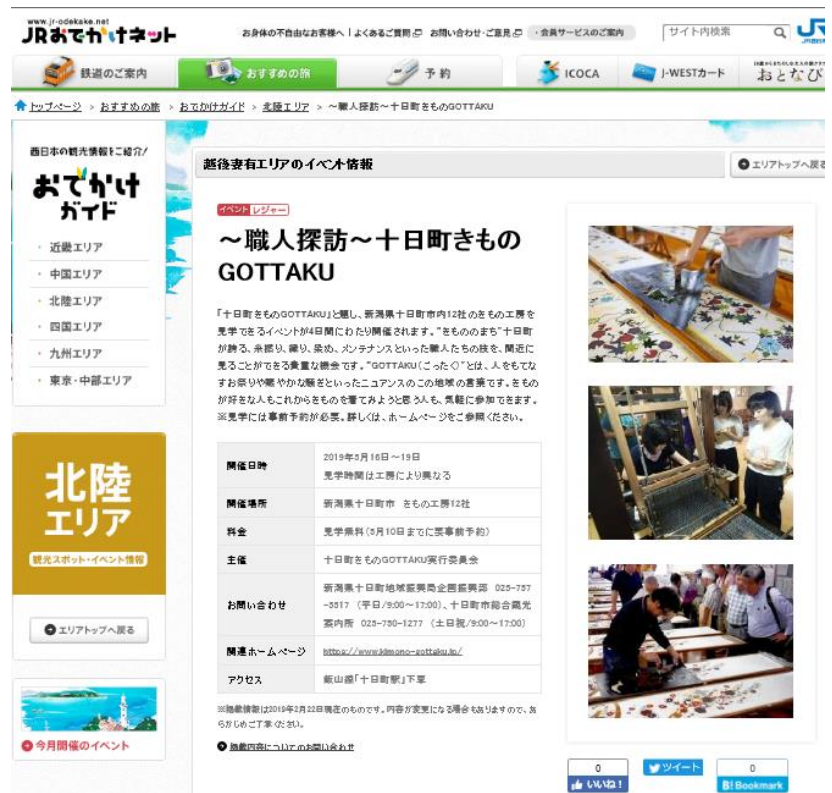 www.jr-odekake.net
JRおでかけネット
お身体の不自由なお客様へ | よくあるご質問 お問い合わせ・ご意見 ・会員サービスのご案内
サイト内検索
鉄道のご案内
おすすめの旅
予約
ICOCA
J-WESTカード
おとなび
トップページ > おすすめの旅 > おでかけガイド > 北陸エリア > ～職人探訪～十日町きものGOTTAKU
西日本の観光情報をご紹介/
おでかけ
ガイド
近畿エリア
中国エリア
北陸エリア
四国エリア
九州エリア
東京・中部エリア
北陸
エリア
観光スポット・イベント情報
エリアトップへ戻る
今月開催のイベント
越後妻有エリアのイベント情報
エリアトップへ戻る
イベント レジャー
～職人探訪～十日町きもの
GOTTAKU
「十日町きものGOTTAKU」と題し、新潟県十日町市内12社のきもの工房を
見学できるイベントが4日間にわたり開催されます。"きもののまち"十日町
が誇る、糸撚り、織り、染め、メンテナンスといった職人たちの技を、間近に
見ることができる貴重な機会です。"GOTTAKU(ごったく)"とは、人をもてな
すお祭りや賑やかな騒ぎといったニュアンスのこの地域の言葉です。きもの
が好きな人もこれからきものを着てみようと思う人も、気軽に参加できます。
※見学には事前予約が必要。詳しくは、ホームページをご参照ください。
開催日時
2019年5月16日～19日
見学時間は工房により異なる
開催場所
新潟県十日町市 きもの工房12社
料金
見学無料(5月10日までに要事前予約)
主催
十日町きものGOTTAKU実行委員会
お問い合わせ
新潟県十日町地域振興局企画振興部 025-757
-5517 (平日/9:00～17:00)、十日町市総合観光
案内所 025-750-1277 (土日祝/9:00～17:00)
関連ホームページ
https://www.kimono-gottaku.jp/
アクセス
飯山線「十日町駅」下車
※掲載情報は2019年2月22日現在のものです。内容が変更になる場合もありますので、あ
らかじめご了承ください。
掲載内容についてのお問い合わせ
0
いいね!
ツイート
0
B! Bookmark